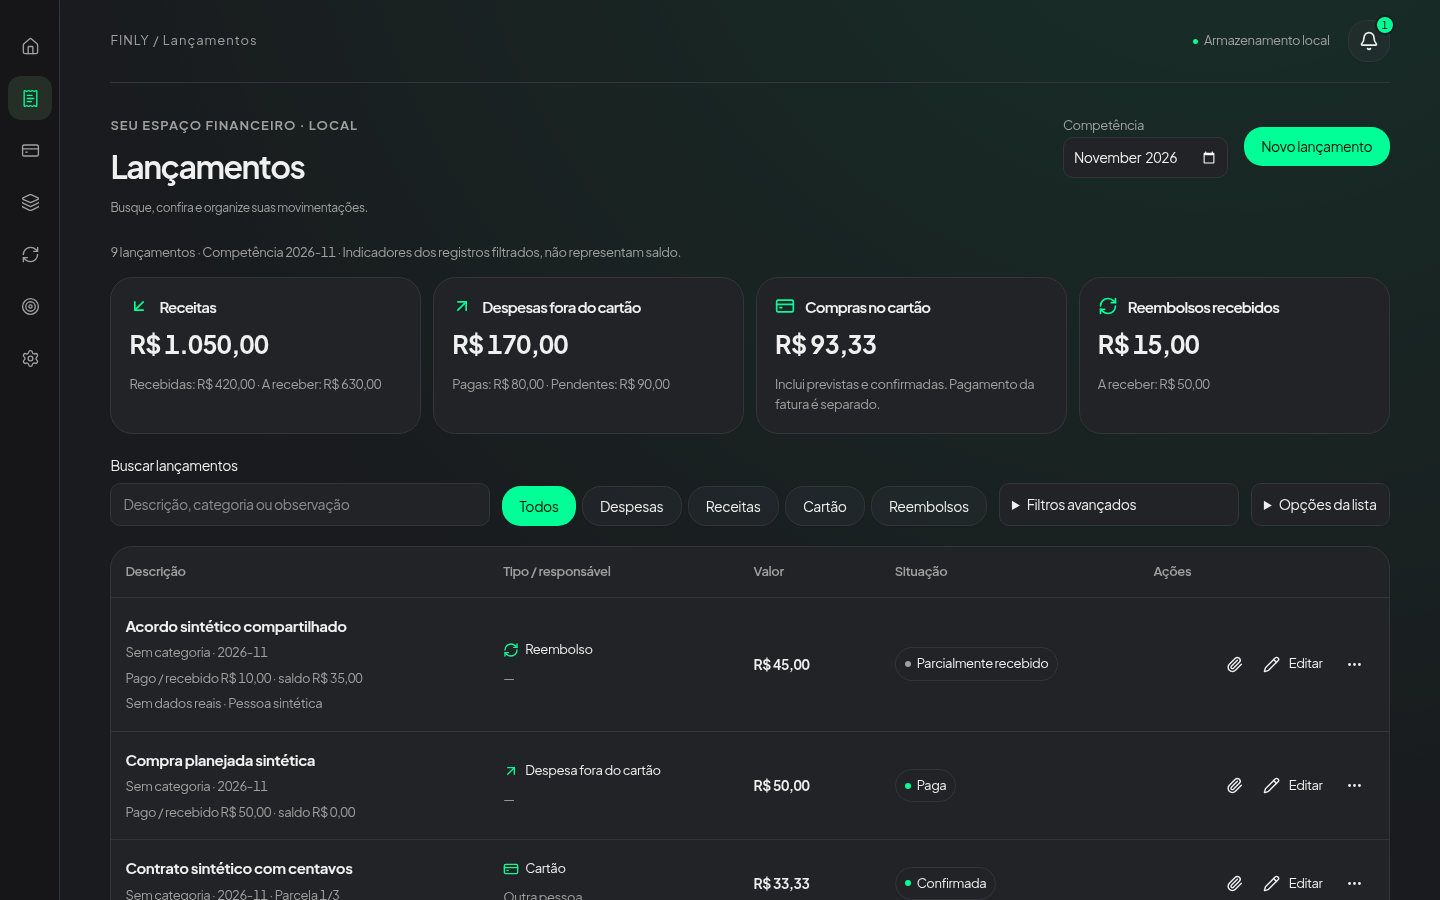 FINLY / Lançamentos
Armazenamento local
1
SEU ESPAÇO FINANCEIRO · LOCAL
Lançamentos
Busque, confira e organize suas movimentações.
Competência
November 2026
Novo lançamento
9 lançamentos · Competência 2026-11 · Indicadores dos registros filtrados, não representam saldo.
Receitas
R$ 1.050,00
Recebidas: R$ 420,00 · A receber: R$ 630,00
Despesas fora do cartão
R$ 170,00
Pagas: R$ 80,00 · Pendentes: R$ 90,00
Compras no cartão
R$ 93,33
Inclui previstas e confirmadas. Pagamento da
fatura é separado.
Reembolsos recebidos
R$ 15,00
A receber: R$ 50,00
Buscar lançamentos
Descrição, categoria ou observação
Todos
Despesas
Receitas
Cartão
Reembolsos
Filtros avançados
Opções da lista
Descrição
Tipo / responsável
Valor
Situação
Ações
Acordo sintético compartilhado
Sem categoria · 2026-11
Pago / recebido R$ 10,00 · saldo R$ 35,00
Sem dados reais · Pessoa sintética
Reembolso
—
R$ 45,00
Parcialmente recebido
Editar
Compra planejada sintética
Sem categoria · 2026-11
Pago / recebido R$ 50,00 · saldo R$ 0,00
Despesa fora do cartão
—
R$ 50,00
Paga
Editar
Contrato sintético com centavos
Sem categoria · 2026-11 · Parcela 1/3
Cartão
Outra pessoa
R$ 33,33
Confirmada
Editar